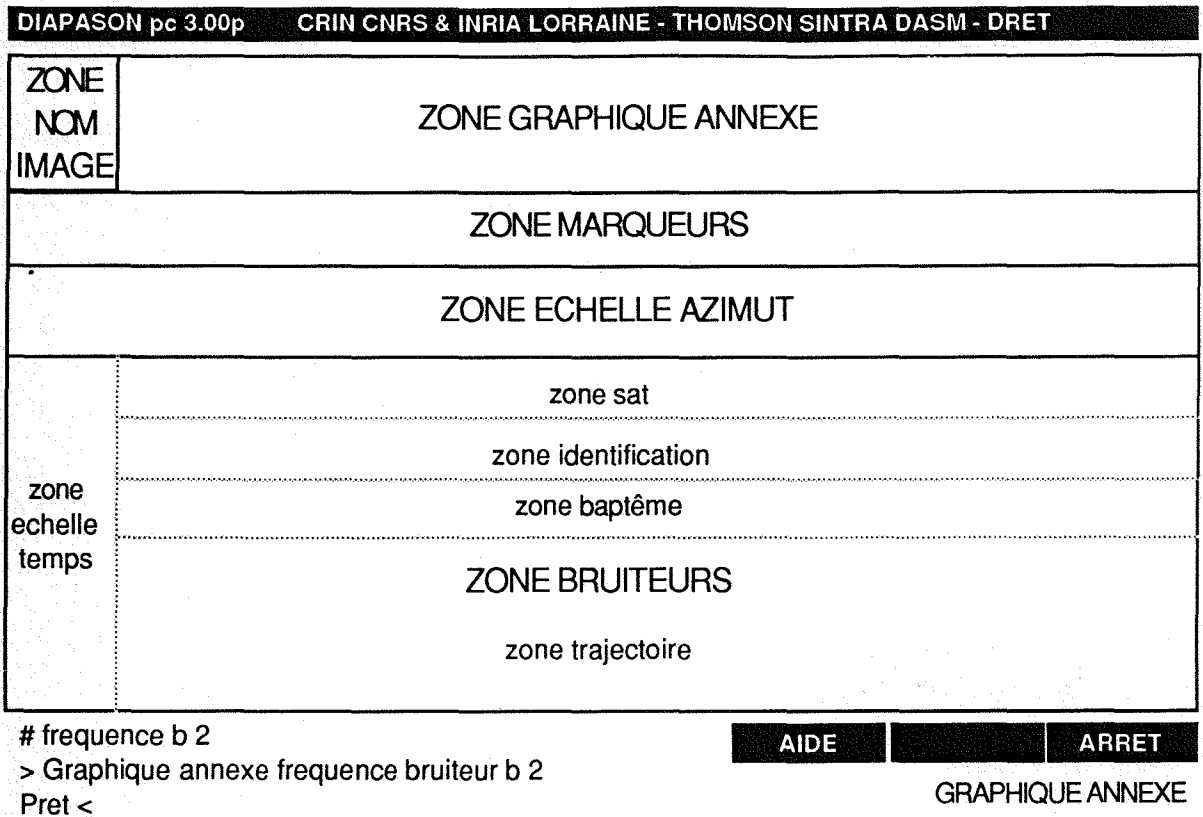 DIAPASON pc 3.00p CRIN CNRS & INRIA LORRAINE - THOMSON SINTRA DASM - DRET
ZONE
NOM
IMAGE
ZONE GRAPHIQUE ANNEXE
ZONE MARQUEURS
ZONE ECHELLE AZIMUT
zone
echelle
temps
zone sat
zone identification
zone baptême
ZONE BRUITEURS
zone trajectoire
# frequence b 2
> Graphique annexe frequence bruiteur b 2
Pret <
AIDE
ARRET
GRAPHIQUE ANNEXE